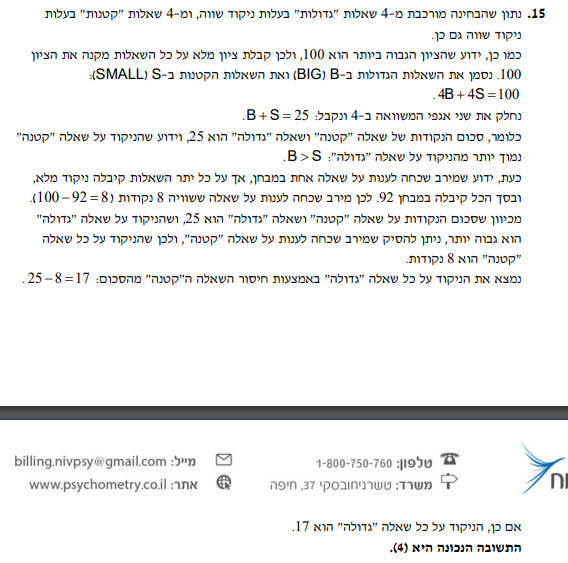 15. נתון שהבחינה מורכבת מ-4 שאלות "גדולות" בעלות ניקוד שווה, ומ-4 שאלות "קטנות" בעלות
ניקוד שווה גם כן.
כמו כן, ידוע שהציון הגבוה ביותר הוא 100, ולכן קבלת ציון מלא על כל השאלות מקנה את הציון
100. נסמן את השאלות הגדולות ב-B (BIG) ואת השאלות הקטנות ב-S (SMALL):
4B + 4S = 100 .
נחלק את שני אגפי המשוואה ב-4 ונקבל: B + S = 25 .
כלומר, סכום הנקודות של שאלה "קטנה" ושאלה "גדולה" הוא 25, וידוע שהניקוד על שאלה "קטנה"
נמוך יותר מהניקוד על שאלה "גדולה": B > S .
כעת, ידוע שמירב שכחה לענות על שאלה אחת במבחן, אך על כל יתר השאלות קיבלה ניקוד מלא,
ובסך הכל קיבלה במבחן 92. לכן מירב שכחה לענות על שאלה ששוויה 8 נקודות (100 – 92 = 8).
מכיוון שסכום הנקודות על שאלה "קטנה" ושאלה "גדולה" הוא 25, ושהניקוד על שאלה "גדולה"
הוא גבוה יותר, ניתן להסיק שמירב שכחה לענות על שאלה "קטנה", ולכן שהניקוד על כל שאלה
"קטנה" הוא 8 נקודות.
נמצא את הניקוד על כל שאלה "גדולה" באמצעות חיסור השאלה ה"קטנה" מהסכום: 25 – 8 = 17 .
טלפון: 1-800-750-760
מייל: billing.nivpsy@gmail.com
משרד: טשרניחובסקי 37, חיפה
אתר: www.psychometry.co.il
אם כן, הניקוד על כל שאלה "גדולה" הוא 17.
התשובה הנכונה היא (4).